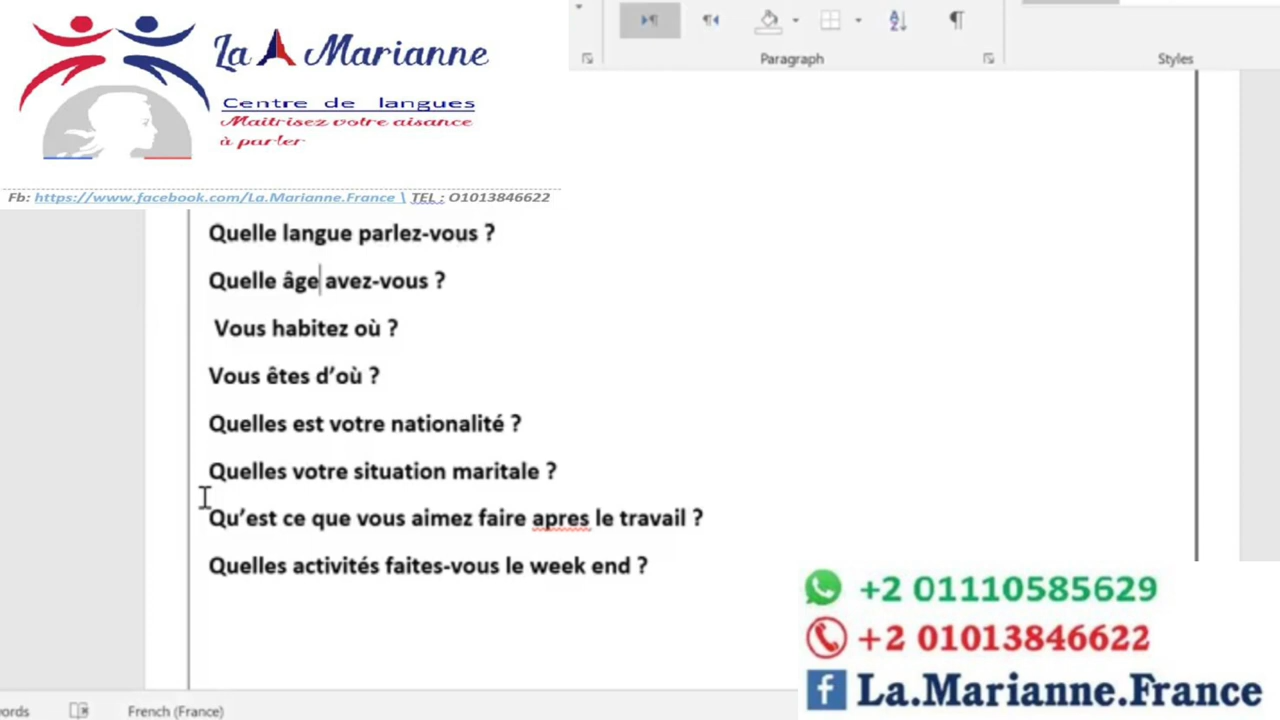 La Marianne
Centre de langues
Maitrisez votre aisance
à parler
Fb: https://www.facebook.com/La.Marianne.France \ TEL : O1013846622
Paragraph
Styles
Quelle langue parlez-vous ?
Quelle âge avez-vous ?
Vous habitez où ?
Vous êtes d’où ?
Quelles est votre nationalité ?
Quelles votre situation maritale ?
Qu’est ce que vous aimez faire apres le travail ?
Quelles activités faites-vous le week end ?
+2 01110585629
+2 01013846622
La.Marianne.France
ords
French (France)